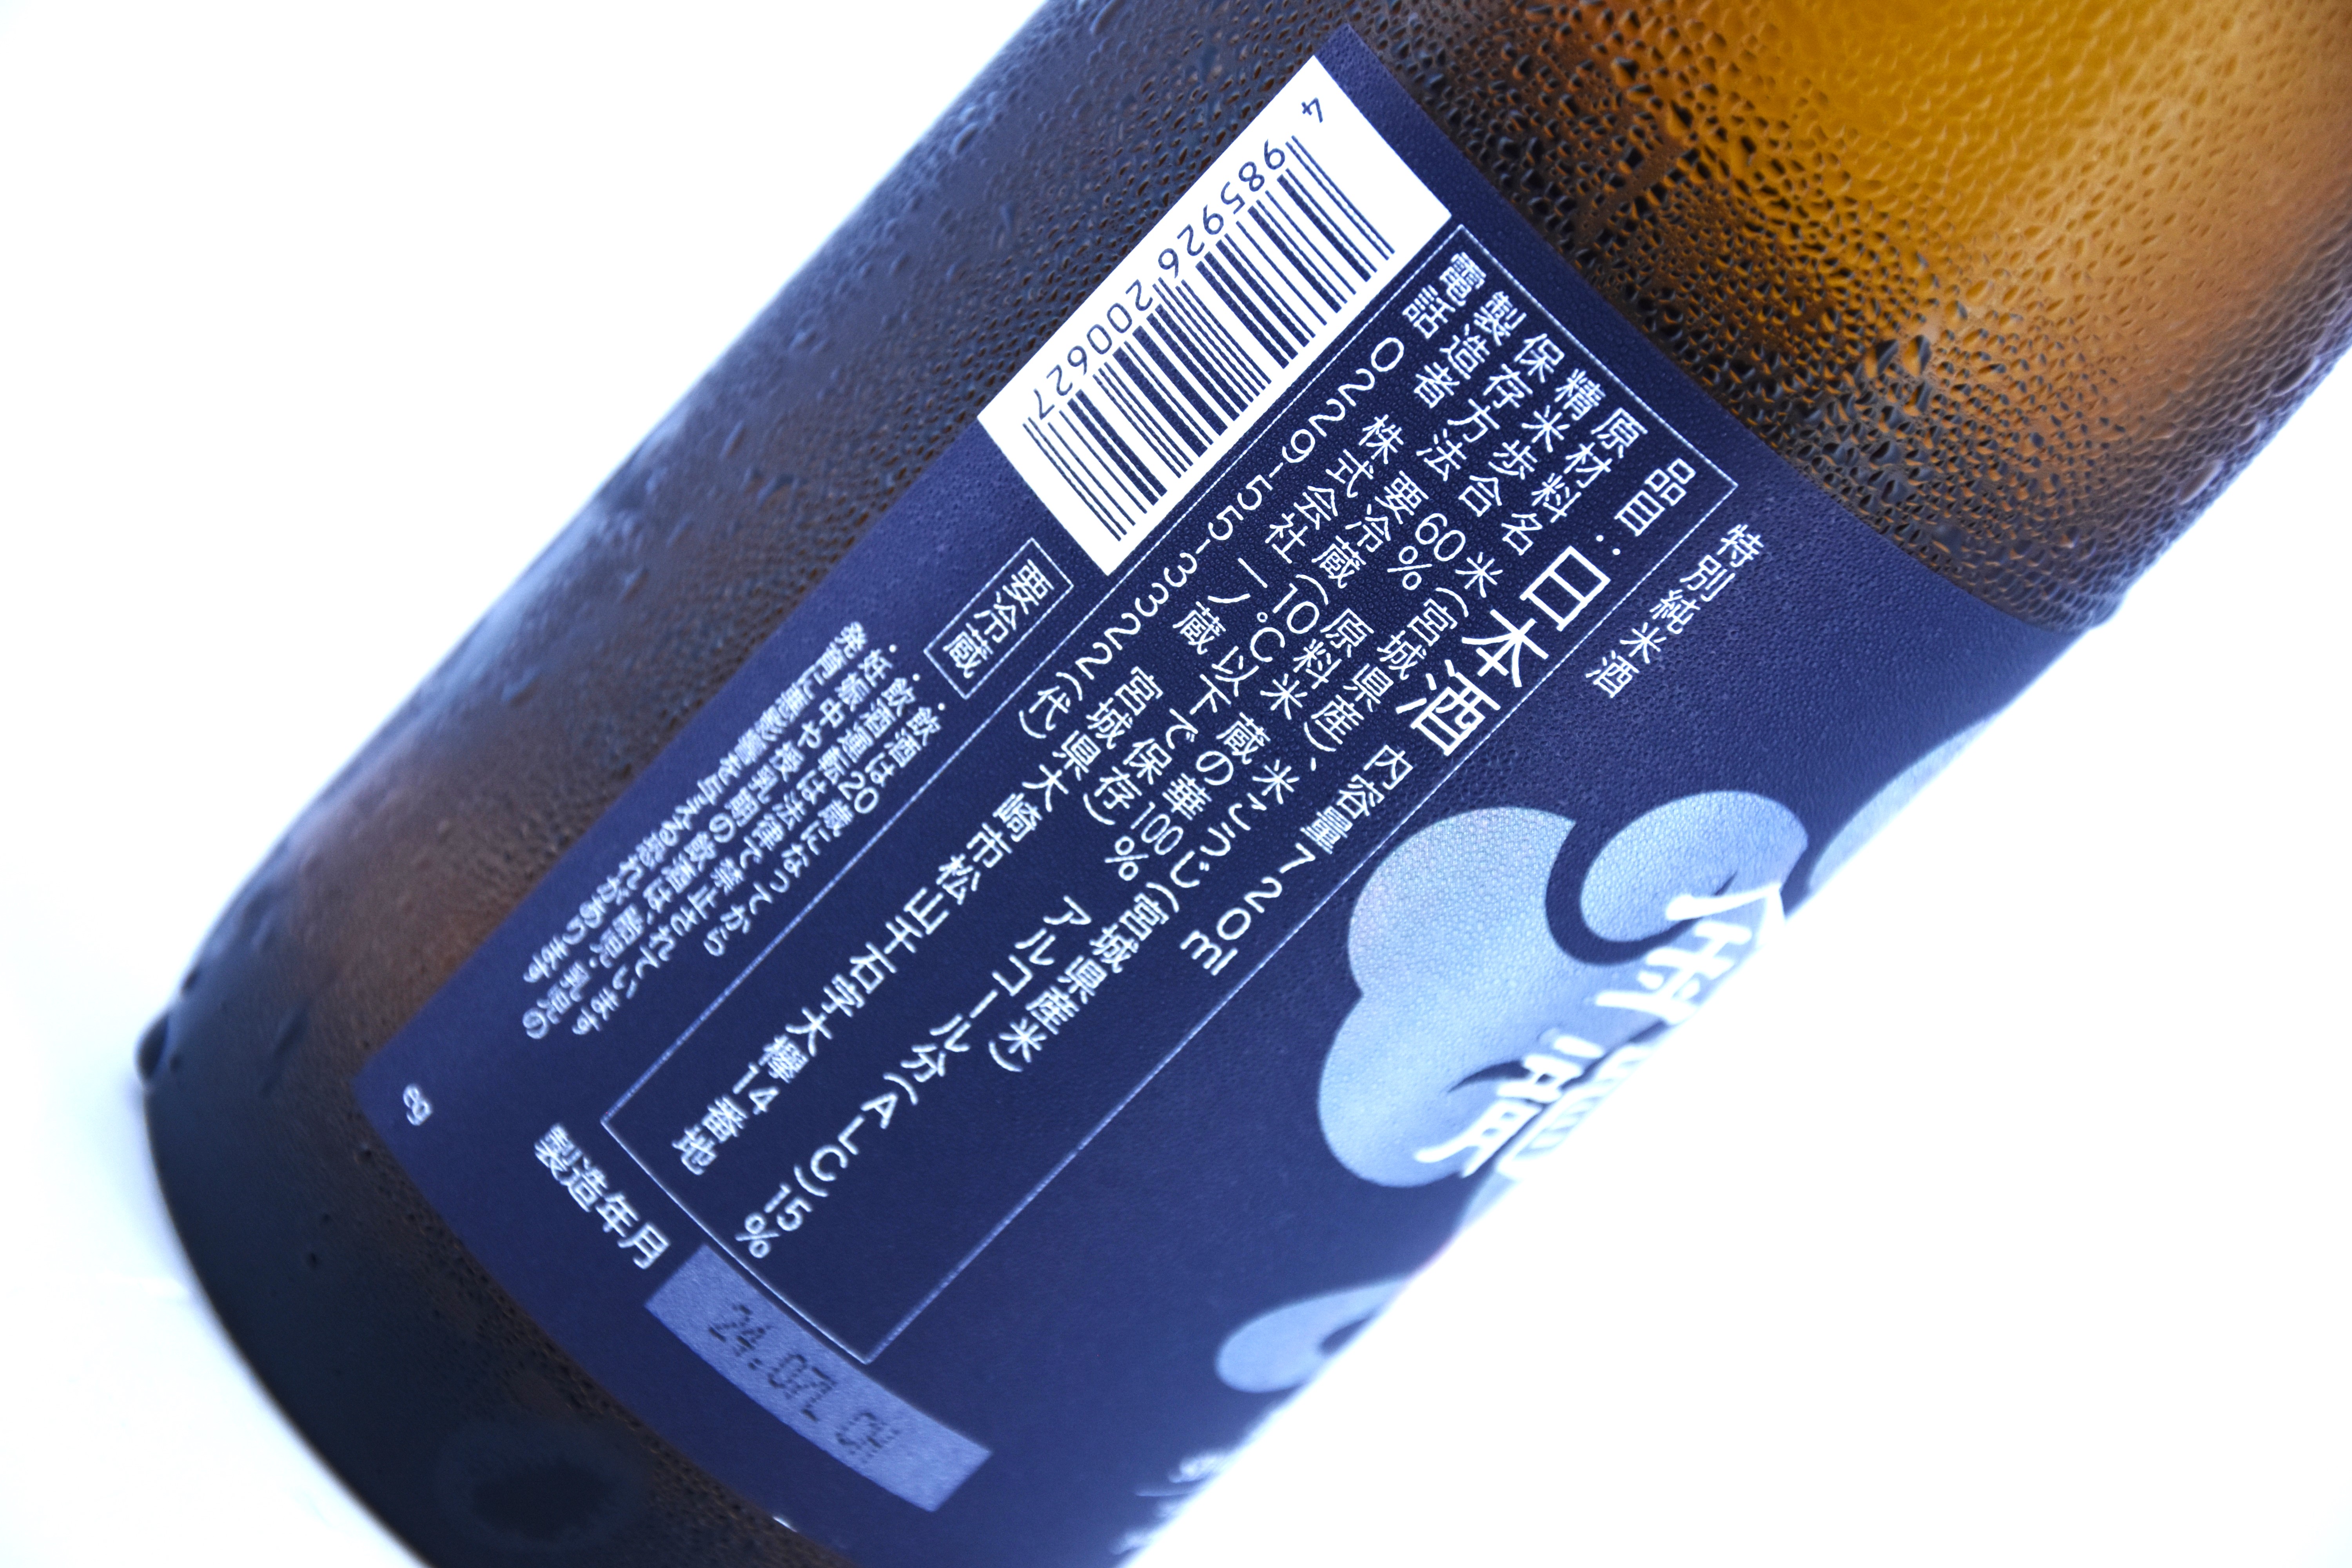 特別純米酒
品目：日本酒 内容量720ml
原材料名 米（宮城県産）、米こうじ（宮城県産米）
精米歩合 60% 原料米 蔵の華100%
保存方法 要冷蔵（10℃以下で保存） アルコール分（ALC）15%
製造者 株式会社 一ノ蔵 宮城県大崎市松山千石字大欅14番地
電話 0229-55-3322（代）
4 985926 200627
要冷蔵
・飲酒は20歳になってから
・飲酒運転は法律で禁止されています
・妊娠中や授乳期の飲酒は、胎児・乳児の
発育に悪影響を与える恐れがあります
製造年月
24.07L CH
eg